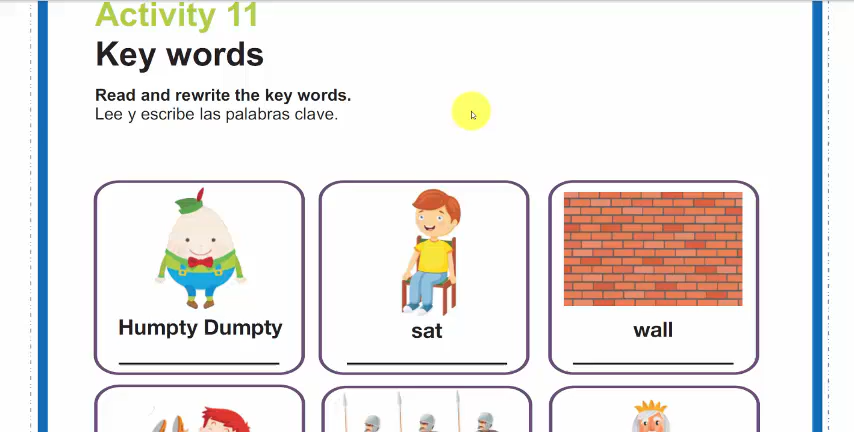 Activity 11
Key words
Read and rewrite the key words.
Lee y escribe las palabras clave.
Humpty Dumpty
sat
wall